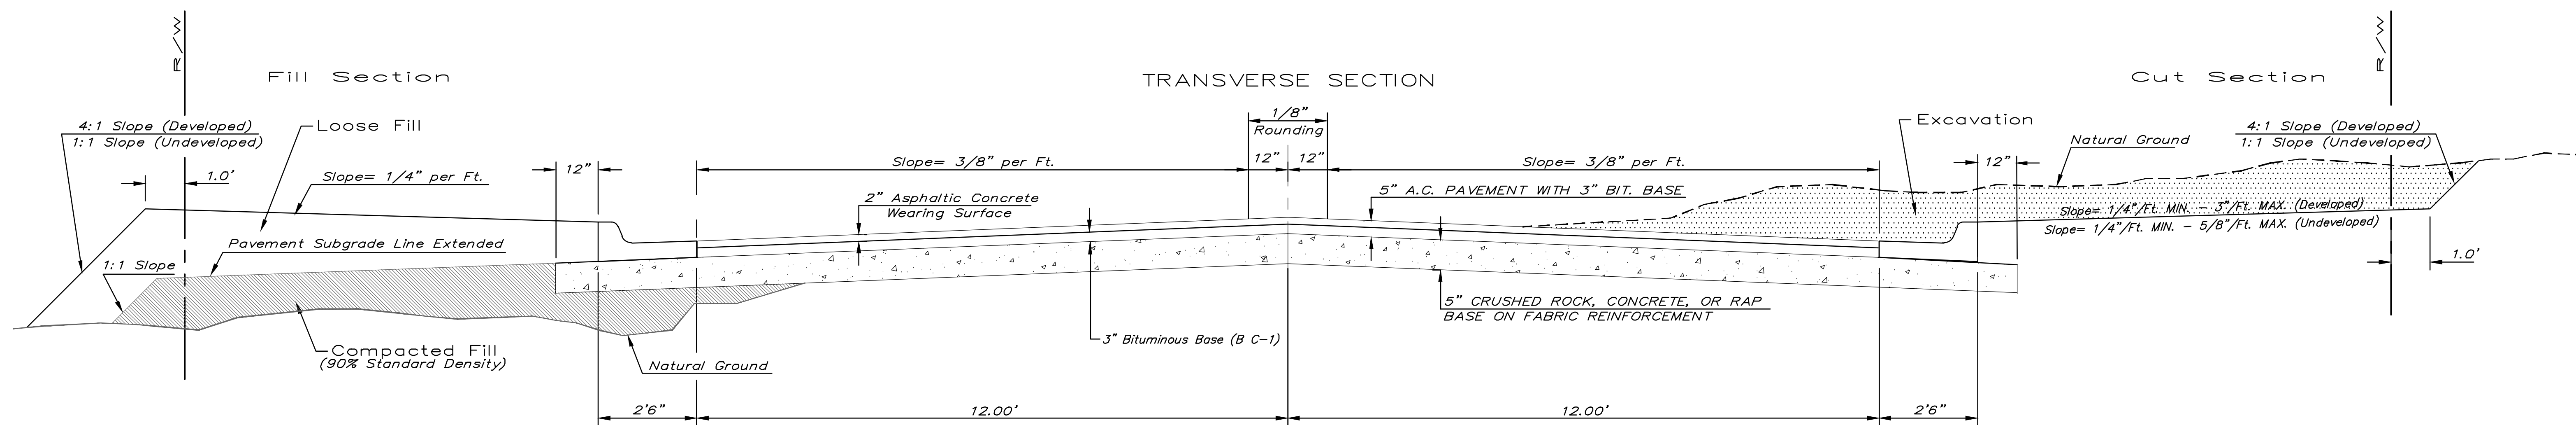 R/W
Fill Section
TRANSVERSE SECTION
Cut Section
R/W
4:1 Slope (Developed)
1:1 Slope (Undeveloped)
Loose Fill
1.0'
Slope= 1/4" per Ft.
12"
Slope= 3/8" per Ft.
1/8"
Rounding
12"
12"
Slope= 3/8" per Ft.
Excavation
Natural Ground
12"
4:1 Slope (Developed)
1:1 Slope (Undeveloped)
2" Asphaltic Concrete
Wearing Surface
5" A.C. PAVEMENT WITH 3" BIT. BASE
Slope= 1/4"/Ft. MIN. - 3"/Ft. MAX. (Developed)
Slope= 1/4"/Ft. MIN. - 5/8"/Ft. MAX. (Undeveloped)
Pavement Subgrade Line Extended
1:1 Slope
1.0'
5" CRUSHED ROCK, CONCRETE, OR RAP
BASE ON FABRIC REINFORCEMENT
3" Bituminous Base (B C-1)
Compacted Fill
(90% Standard Density)
Natural Ground
2'6"
12.00'
12.00'
2'6"